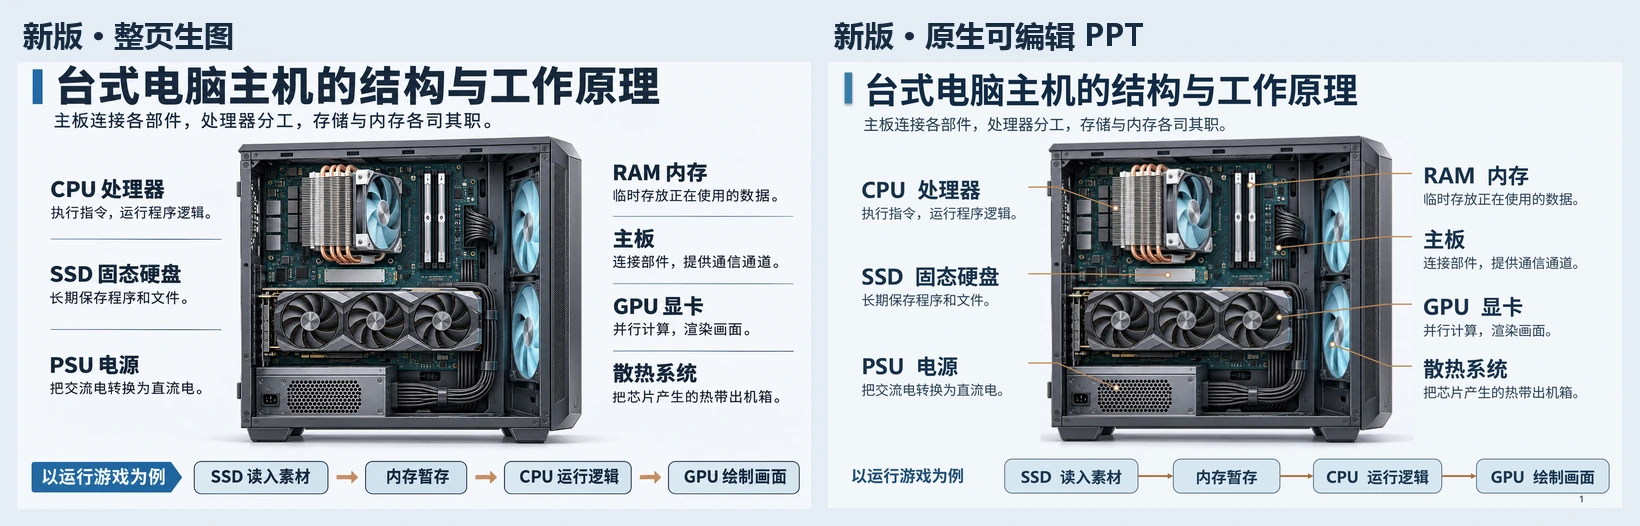 新版・整页生图
台式电脑主机的结构与工作原理
主板连接各部件，处理器分工，存储与内存各司其职。
CPU 处理器
执行指令，运行程序逻辑。
SSD 固态硬盘
长期保存程序和文件。
PSU 电源
把交流电转换为直流电。
RAM 内存
临时存放正在使用的数据。
主板
连接部件，提供通信通道。
GPU 显卡
并行计算，渲染画面。
散热系统
把芯片产生的热带出机箱。
以运行游戏为例
SSD 读入素材
内存暂存
CPU 运行逻辑
GPU 绘制画面
新版・原生可编辑 PPT
台式电脑主机的结构与工作原理
主板连接各部件，处理器分工，存储与内存各司其职。
CPU 处理器
执行指令，运行程序逻辑。
SSD 固态硬盘
长期保存程序和文件。
PSU 电源
把交流电转换为直流电。
RAM 内存
临时存放正在使用的数据。
主板
连接部件，提供通信通道。
GPU 显卡
并行计算，渲染画面。
散热系统
把芯片产生的热带出机箱。
以运行游戏为例
SSD 读入素材
内存暂存
CPU 运行逻辑
GPU 绘制画面
1